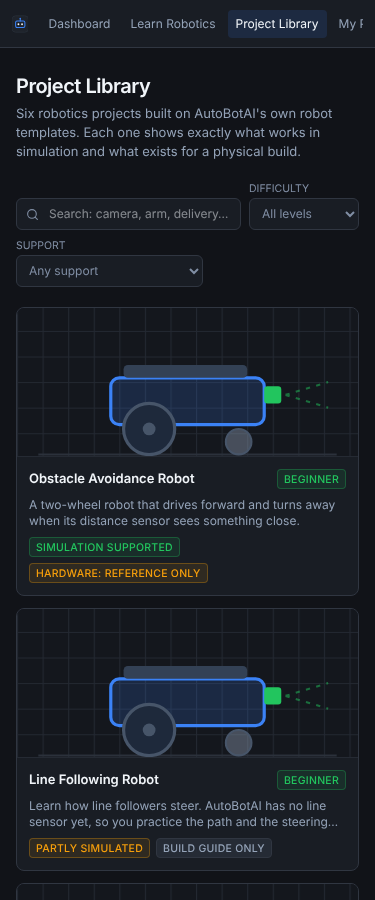 Dashboard Learn Robotics Project Library My
Project Library
Six robotics projects built on AutoBotAI's own robot
templates. Each one shows exactly what works in
simulation and what exists for a physical build.
DIFFICULTY
Search: camera, arm, delivery... All levels
SUPPORT
Any support
Obstacle Avoidance Robot BEGINNER
A two-wheel robot that drives forward and turns away
when its distance sensor sees something close.
SIMULATION SUPPORTED
HARDWARE: REFERENCE ONLY
Line Following Robot BEGINNER
Learn how line followers steer. AutoBotAI has no line
sensor yet, so you practice the path and the steering...
PARTLY SIMULATED BUILD GUIDE ONLY